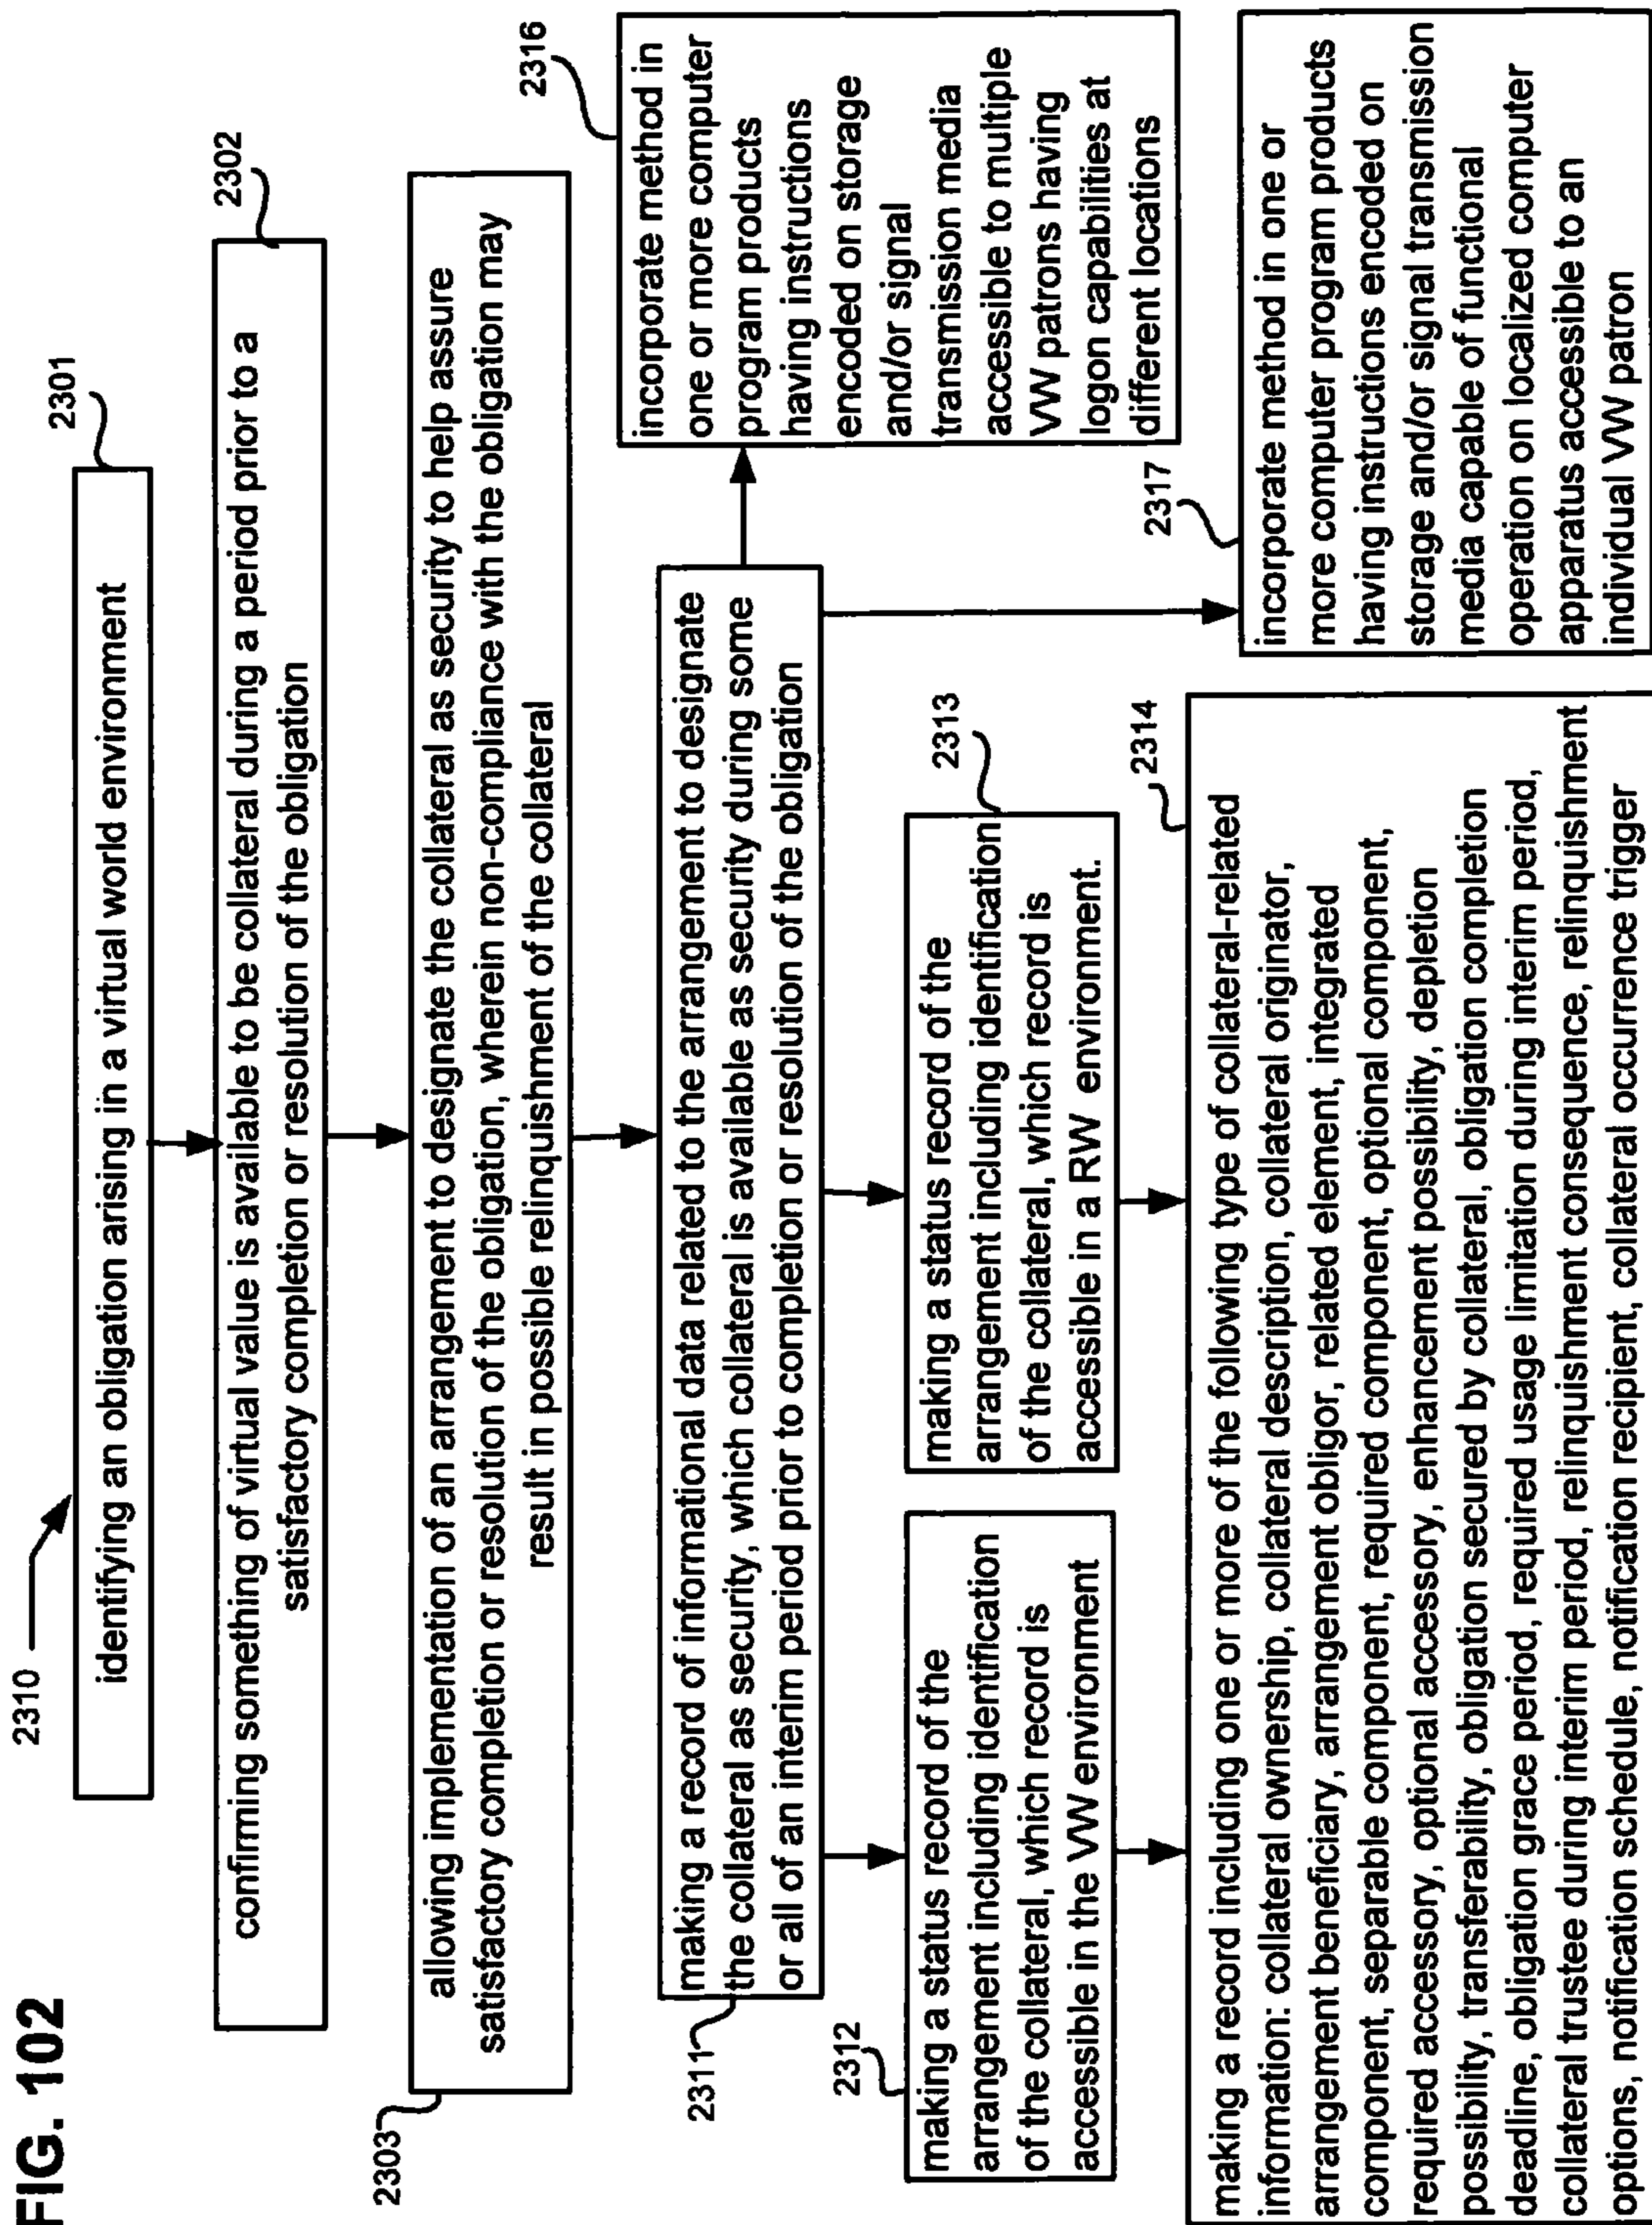 FIG. 102
2310
2301
identifying an obligation arising in a virtual world environment
2302
confirming something of virtual value is available to be collateral during a period prior to a
satisfactory completion or resolution of the obligation
2303
allowing implementation of an arrangement to designate the collateral as security to help assure
satisfactory completion or resolution of the obligation, wherein non-compliance with the obligation may
result in possible relinquishment of the collateral
2311
making a record of informational data related to the arrangement to designate
the collateral as security, which collateral is available as security during some
or all of an interim period prior to completion or resolution of the obligation
2316
incorporate method in
one or more computer
program products
having instructions
encoded on storage
and/or signal
transmission media
accessible to multiple
VW patrons having
logon capabilities at
different locations
2312
making a status record of the
arrangement including identification
of the collateral, which record is
accessible in the VW environment
2313
making a status record of the
arrangement including identification
of the collateral, which record is
accessible in a RW environment.
2317
incorporate method in one or
more computer program products
having instructions encoded on
storage and/or signal transmission
media capable of functional
operation on localized computer
apparatus accessible to an
individual VW patron
2314
making a record including one or more of the following type of collateral-related
information: collateral ownership, collateral description, collateral originator,
arrangement beneficiary, arrangement obligor, related element, integrated
component, separable component, required component, optional component,
required accessory, optional accessory, enhancement possibility, depletion
possibility, transferability, obligation secured by collateral, obligation completion
deadline, obligation grace period, required usage limitation during interim period,
collateral trustee during interim period, relinquishment consequence, relinquishment
options, notification schedule, notification recipient, collateral occurrence trigger